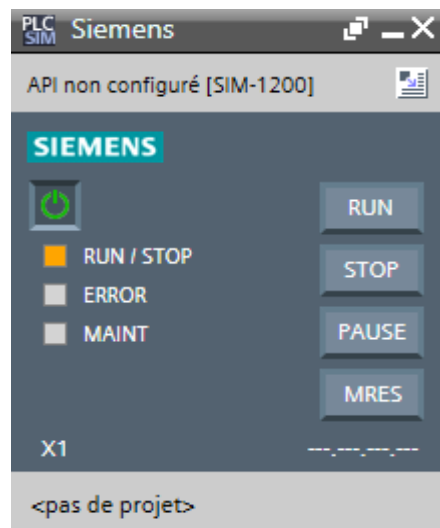 PLC SIM Siemens
API non configuré [SIM-1200]
SIEMENS
RUN
RUN / STOP
STOP
ERROR
MAINT
PAUSE
MRES
X1 ---.---.---.---
<pas de projet>